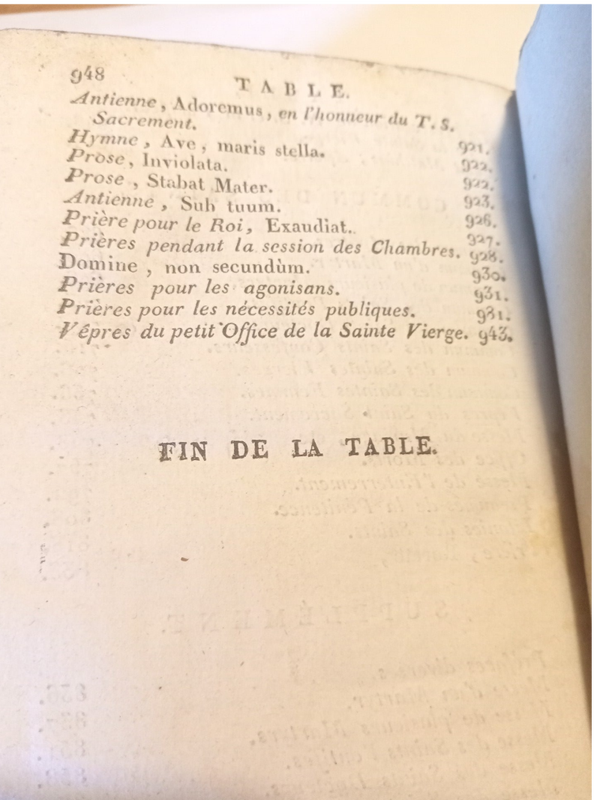 948
TABLE.
Antienne, Adoremus, en l'honneur du T. S.
Sacrement. 921.
Hymne, Ave, maris stella. 922.
Prose, Inviolata. 922.
Prose, Stabat Mater. 923.
Antienne, Sub tuum. 926.
Prière pour le Roi, Exaudiat. 927.
Prières pendant la session des Chambres. 928.
Domine, non secundùm. 930.
Prières pour les agonisans. 931.
Prières pour les nécessités publiques. 931.
Vêpres du petit Office de la Sainte Vierge. 943.
FIN DE LA TABLE.